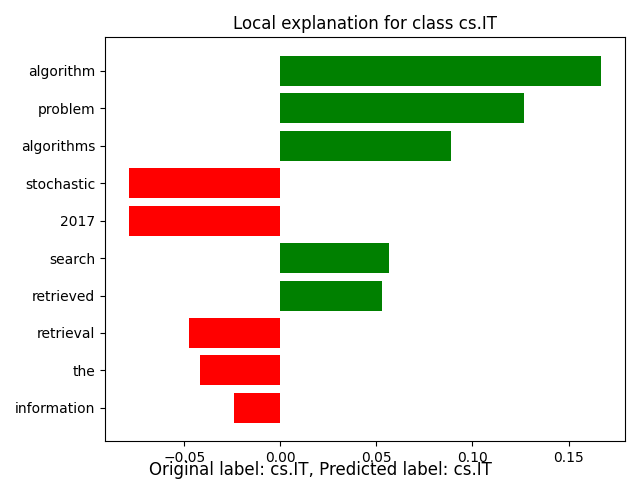 Local explanation for class cs.IT
algorithm
problem
algorithms
stochastic
2017
search
retrieved
retrieval
the
information
−0.05 0.00 0.05 0.10 0.15
Original label: cs.IT, Predicted label: cs.IT